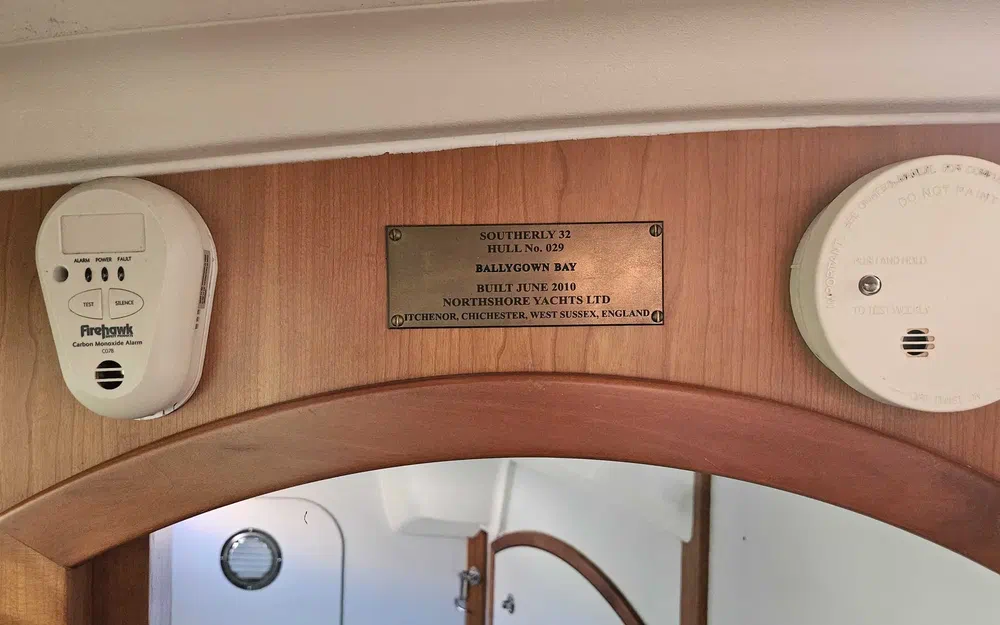 ALARM POWER FAULT
TEST SILENCE
Firehawk
Carbon Monoxide Alarm
CO7B
SOUTHERLY 32
HULL No. 029
BALLYGOWN BAY
BUILT JUNE 2010
NORTHSHORE YACHTS LTD
ITCHENOR, CHICHESTER, WEST SUSSEX, ENGLAND
DO NOT PAINT
PUSH AND HOLD
TO TEST WEEKLY